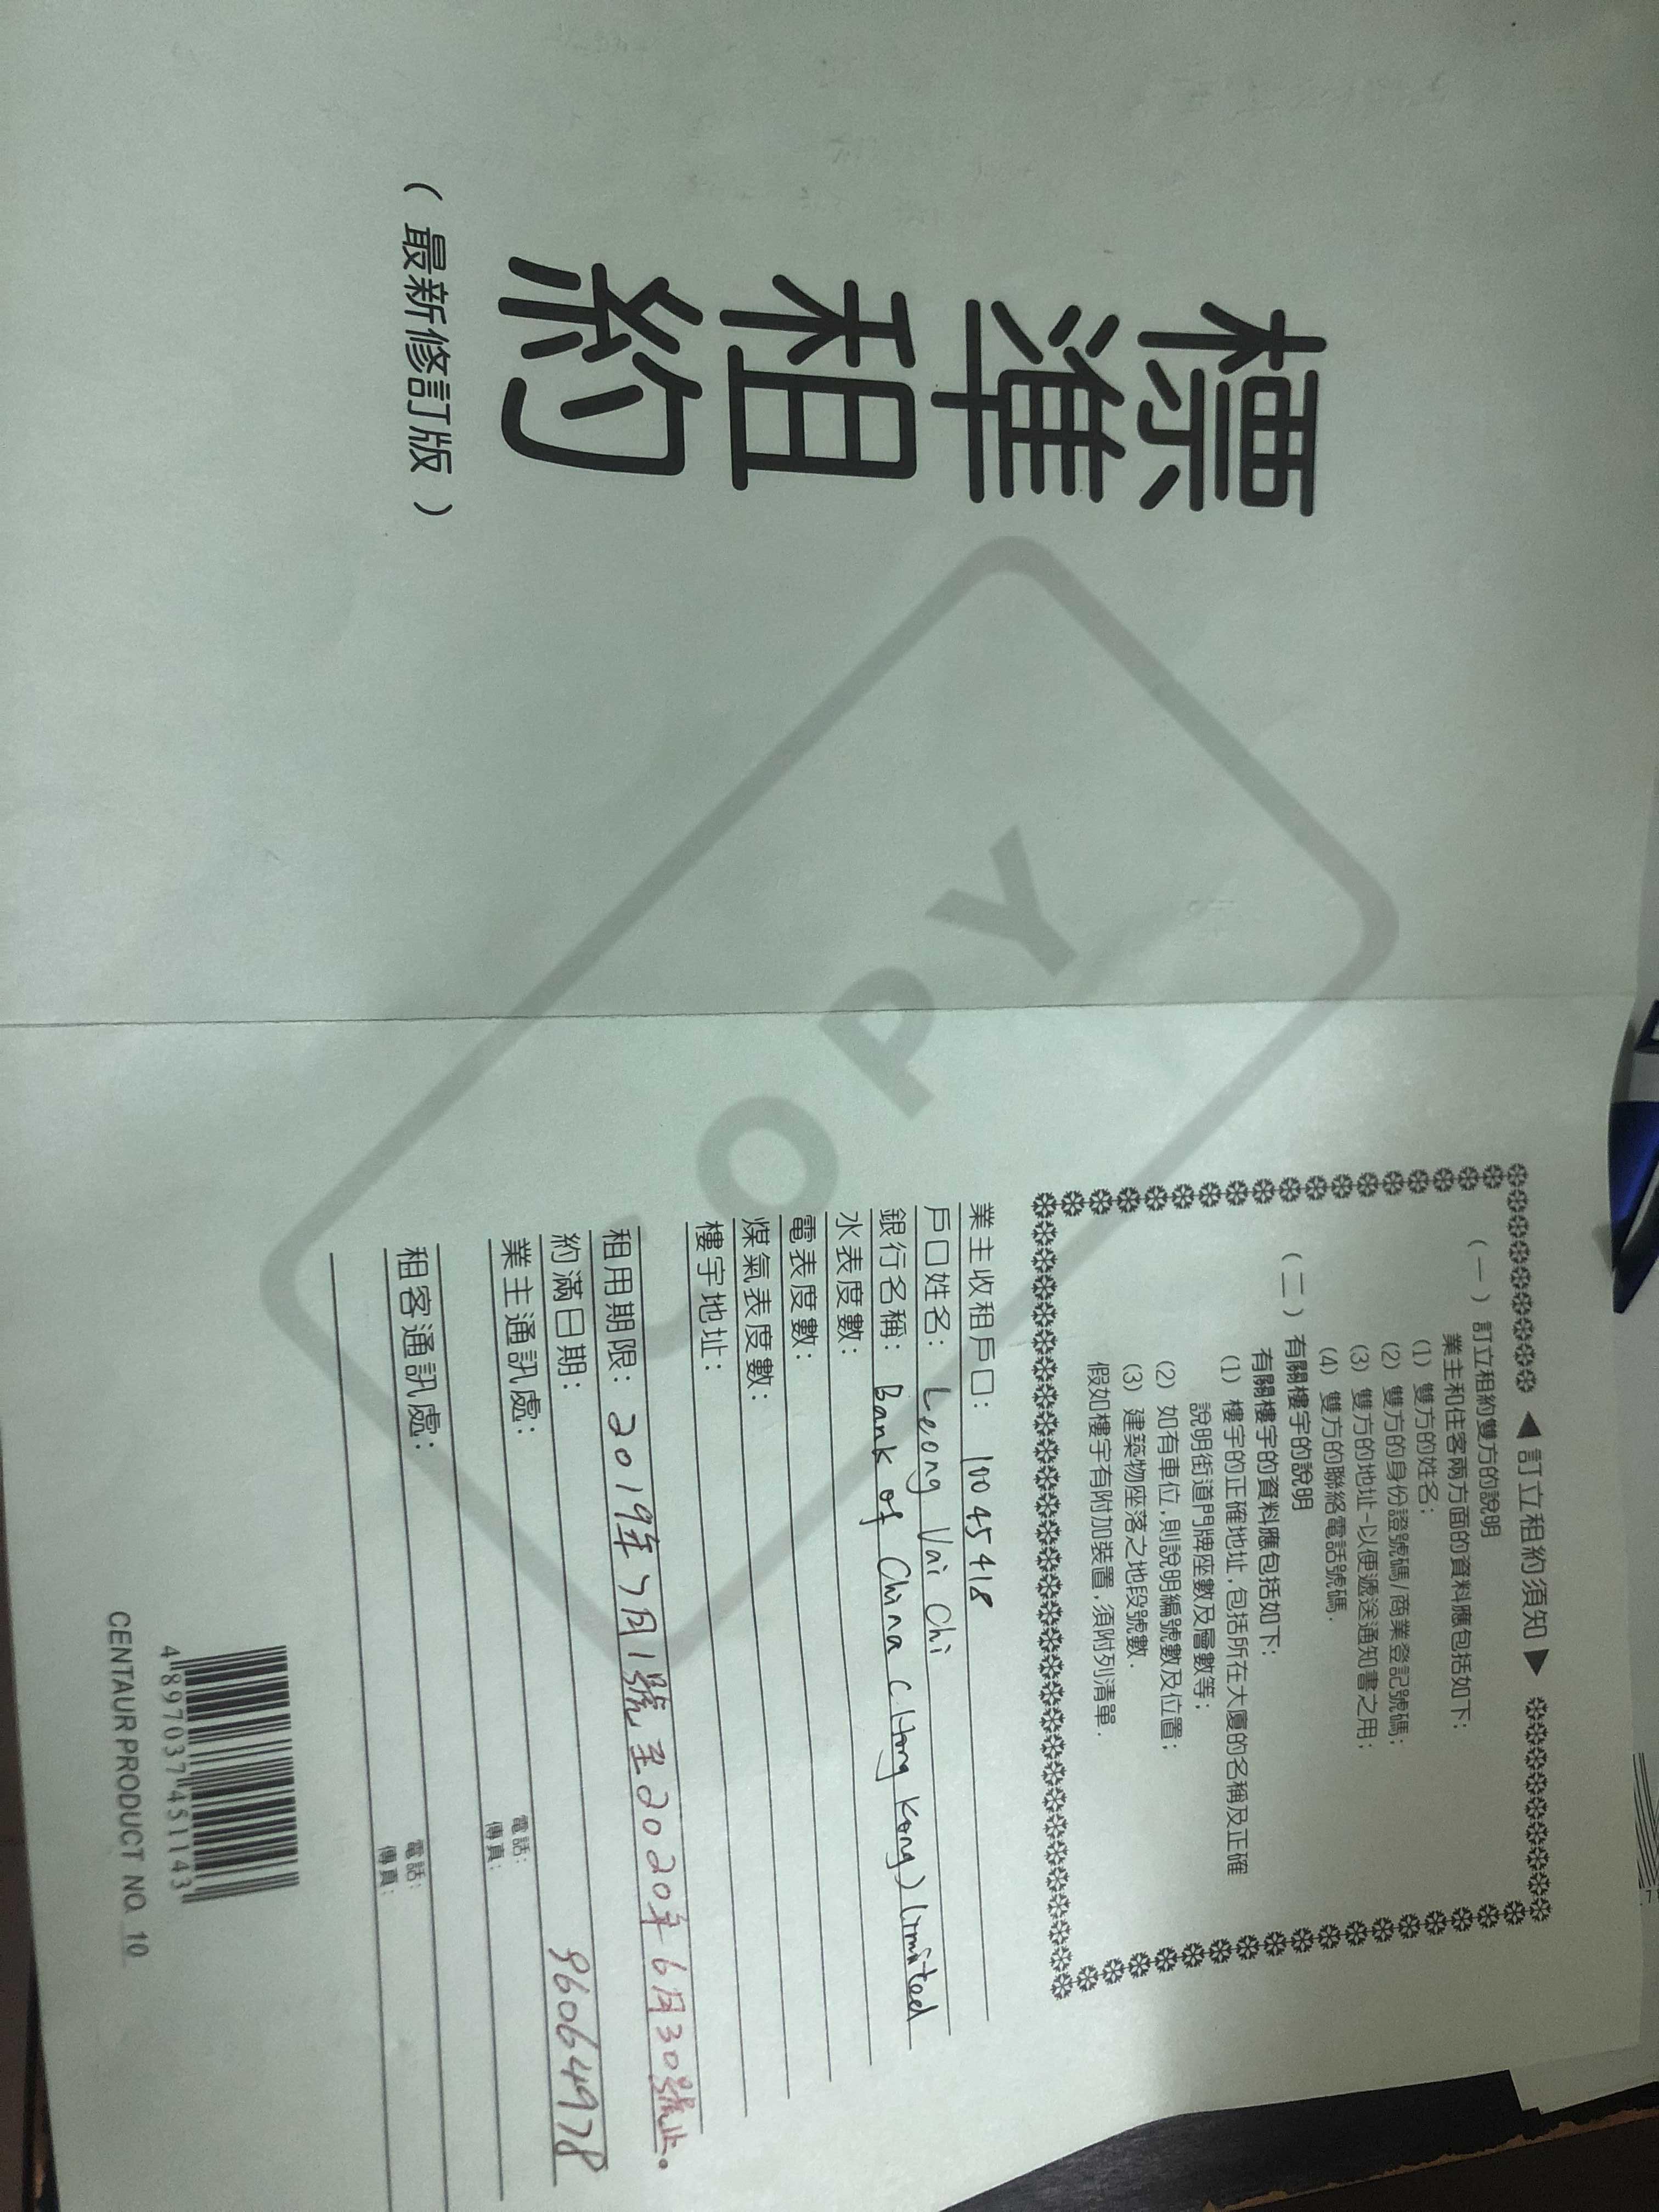 標準租約
（最新修訂版）
COPY
◀訂立租約須知▶
（一）訂立租約雙方的說明
業主和住客兩方面的資料應包括如下：
(1) 雙方的姓名；
(2) 雙方的身份證號碼/商業登記號碼；
(3) 雙方的地址-以便遞送通知書之用；
(4) 雙方的聯絡電話號碼.
（二）有關樓宇的說明
有關樓宇的資料應包括如下：
(1) 樓宇的正確地址,包括所在大廈的名稱及正確
說明街道門牌座數及層數等；
(2) 如有車位,則說明編號數及位置；
(3) 建築物座落之地段號數.
假如樓宇有附加裝置,須附列清單.
業主收租戶口： 10045418
戶口姓名： Leong Vai Chi
銀行名稱： Bank of China (Hong Kong) limited
水表度數：
電表度數：
煤氣表度數：
樓宇地址：
租用期限： 2019年7月1號至2020年6月30號止。
約滿日期：
96064978
業主通訊處： 電話：
傳真：
租客通訊處： 電話：
傳真：
4 897037 451143
CENTAUR PRODUCT NO. 10